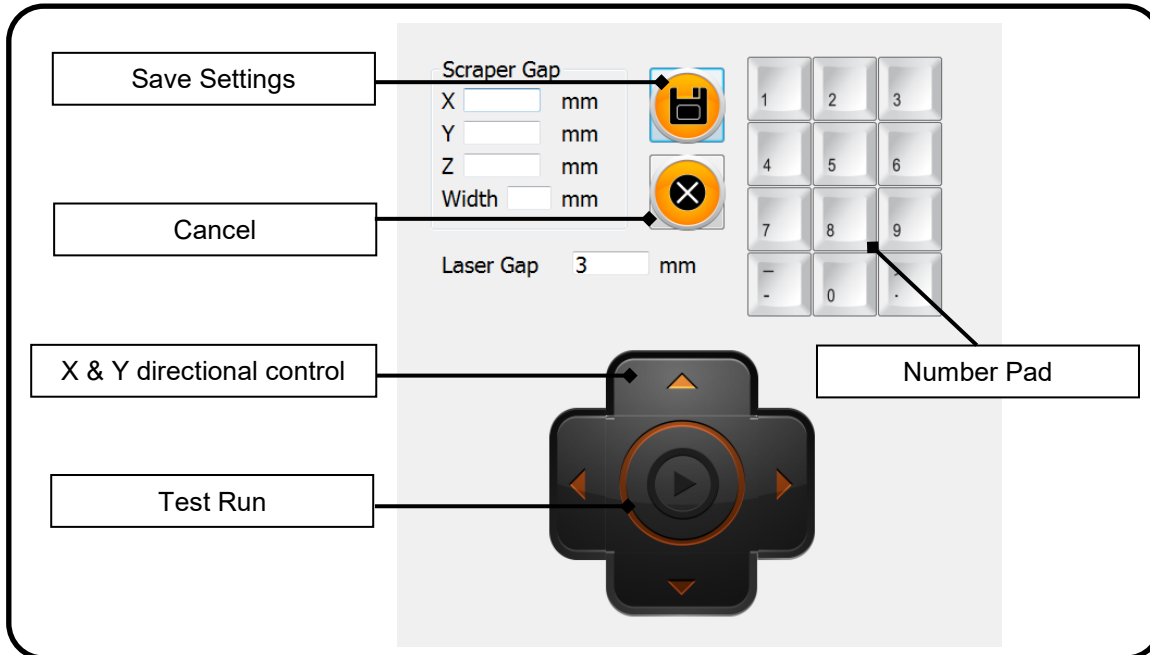 Save Settings
Cancel
X & Y directional control
Test Run
Scraper Gap
X mm
Y mm
Z mm
Width mm
Laser Gap 3 mm
1 2 3
4 5 6
7 8 9
-
- 0 .
Number Pad